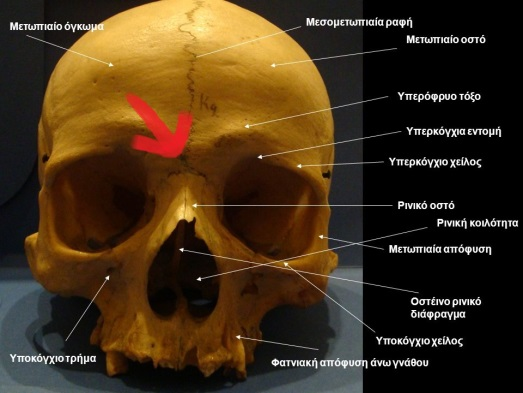 Μετωπιαίο όγκωμα
Μεσομετωπιαία ραφή
Μετωπιαίο οστό
Υπερόφρυο τόξο
Υπερκόγχια εντομή
Υπερκόγχιο χείλος
Ρινικό οστό
Ρινική κοιλότητα
Μετωπιαία απόφυση
Οστέινο ρινικό
διάφραγμα
Υποκόγχιο χείλος
Υποκόγχιο τρήμα
Φατνιακή απόφυση άνω γνάθου